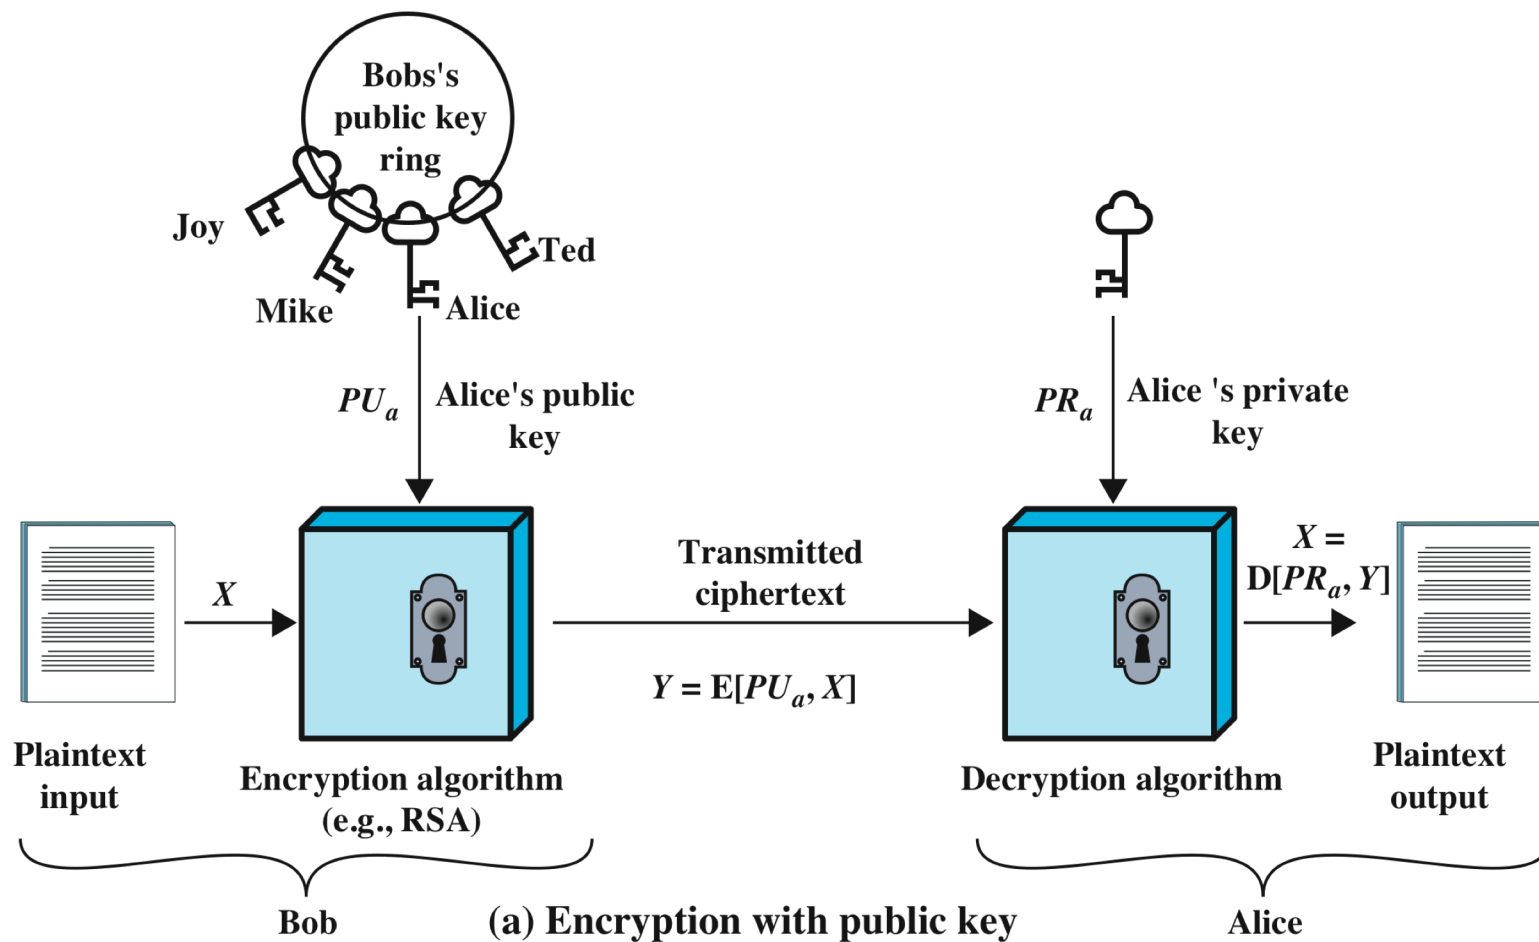 Bobs's
public key
ring
Joy
Ted
Mike
Alice
PUa
Alice's public
key
PRa
Alice 's private
key
X
Transmitted
ciphertext
X =
D[PRa, Y]
Y = E[PUa, X]
Plaintext
input
Encryption algorithm
(e.g., RSA)
Decryption algorithm
Plaintext
output
Bob
(a) Encryption with public key
Alice